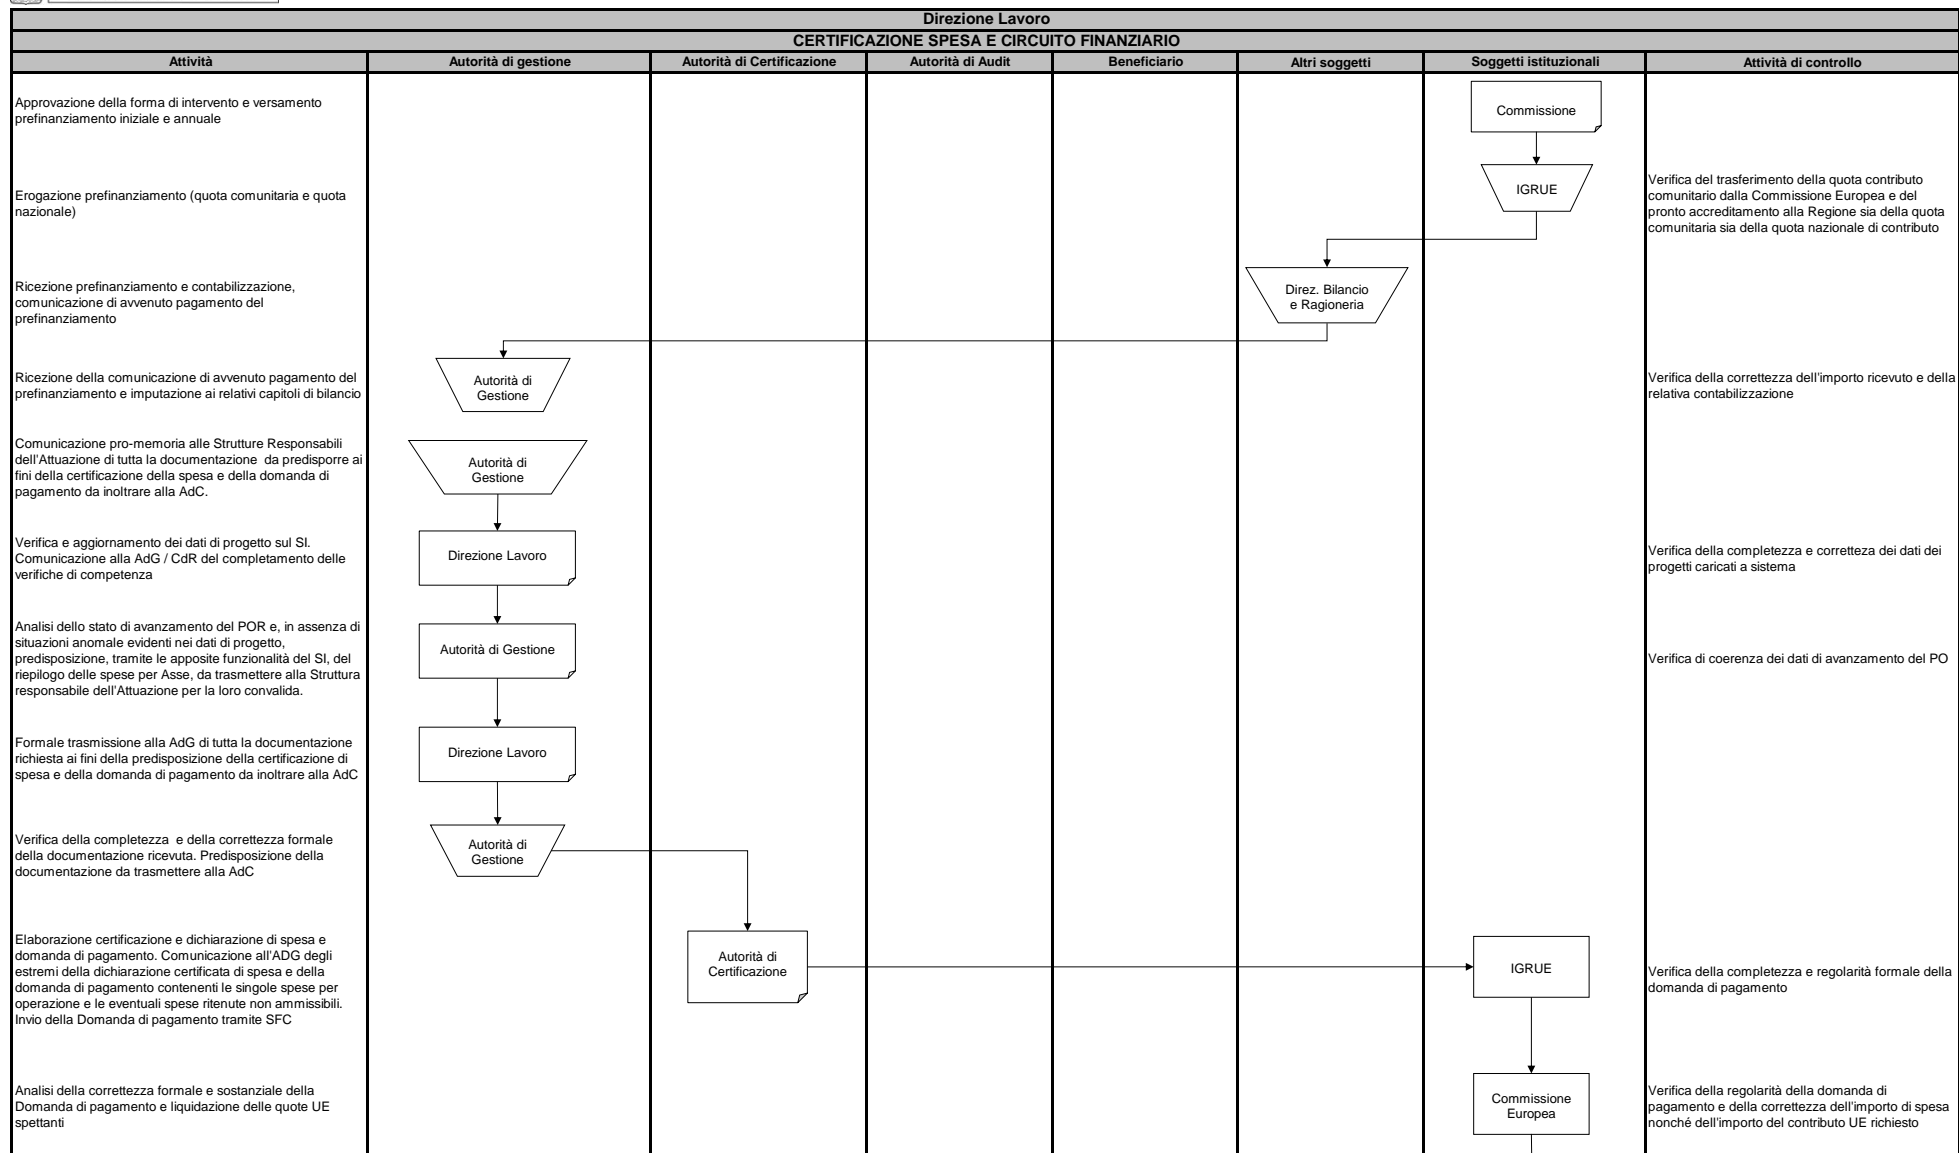 Direzione Lavoro
CERTIFICAZIONE SPESA E CIRCUITO FINANZIARIO
Attività
Autorità di gestione
Autorità di Certificazione
Autorità di Audit
Beneficiario
Altri soggetti
Soggetti istituzionali
Attività di controllo
Approvazione della forma di intervento e versamento
prefinanziamento iniziale e annuale
Commissione
Erogazione prefinanziamento (quota comunitaria e quota
nazionale)
IGRUE
Verifica del trasferimento della quota contributo
comunitario dalla Commissione Europea e del
pronto accreditamento alla Regione sia della quota
comunitaria sia della quota nazionale di contributo
Ricezione prefinanziamento e contabilizzazione,
comunicazione di avvenuto pagamento del
prefinanziamento
Direz. Bilancio
e Ragioneria
Ricezione della comunicazione di avvenuto pagamento del
prefinanziamento e imputazione ai relativi capitoli di bilancio
Autorità di
Gestione
Verifica della correttezza dell'importo ricevuto e della
relativa contabilizzazione
Comunicazione pro-memoria alle Strutture Responsabili
dell'Attuazione di tutta la documentazione  da predisporre ai
fini della certificazione della spesa e della domanda di
pagamento da inoltrare alla AdC.
Autorità di
Gestione
Verifica e aggiornamento dei dati di progetto sul SI.
Comunicazione alla AdG / CdR del completamento delle
verifiche di competenza
Direzione Lavoro
Verifica della completezza e corretteza dei dati dei
progetti caricati a sistema
Analisi dello stato di avanzamento del POR e, in assenza di
situazioni anomale evidenti nei dati di progetto,
predisposizione, tramite le apposite funzionalità del SI, del
riepilogo delle spese per Asse, da trasmettere alla Struttura
responsabile dell'Attuazione per la loro convalida.
Autorità di Gestione
Verifica di coerenza dei dati di avanzamento del PO
Formale trasmissione alla AdG di tutta la documentazione
richiesta ai fini della predisposizione della certificazione di
spesa e della domanda di pagamento da inoltrare alla AdC
Direzione Lavoro
Verifica della completezza  e della correttezza formale
della documentazione ricevuta. Predisposizione della
documentazione da trasmettere alla AdC
Autorità di
Gestione
Elaborazione certificazione e dichiarazione di spesa e
domanda di pagamento. Comunicazione all'ADG degli
estremi della dichiarazione certificata di spesa e della
domanda di pagamento contenenti le singole spese per
operazione e le eventuali spese ritenute non ammissibili.
Invio della Domanda di pagamento tramite SFC
Autorità di
Certificazione
IGRUE
Verifica della completezza e regolarità formale della
domanda di pagamento
Analisi della correttezza formale e sostanziale della
Domanda di pagamento e liquidazione delle quote UE
spettanti
Commissione
Europea
Verifica della regolarità della domanda di
pagamento e della correttezza dell'importo di spesa
nonché dell'importo del contributo UE richiesto